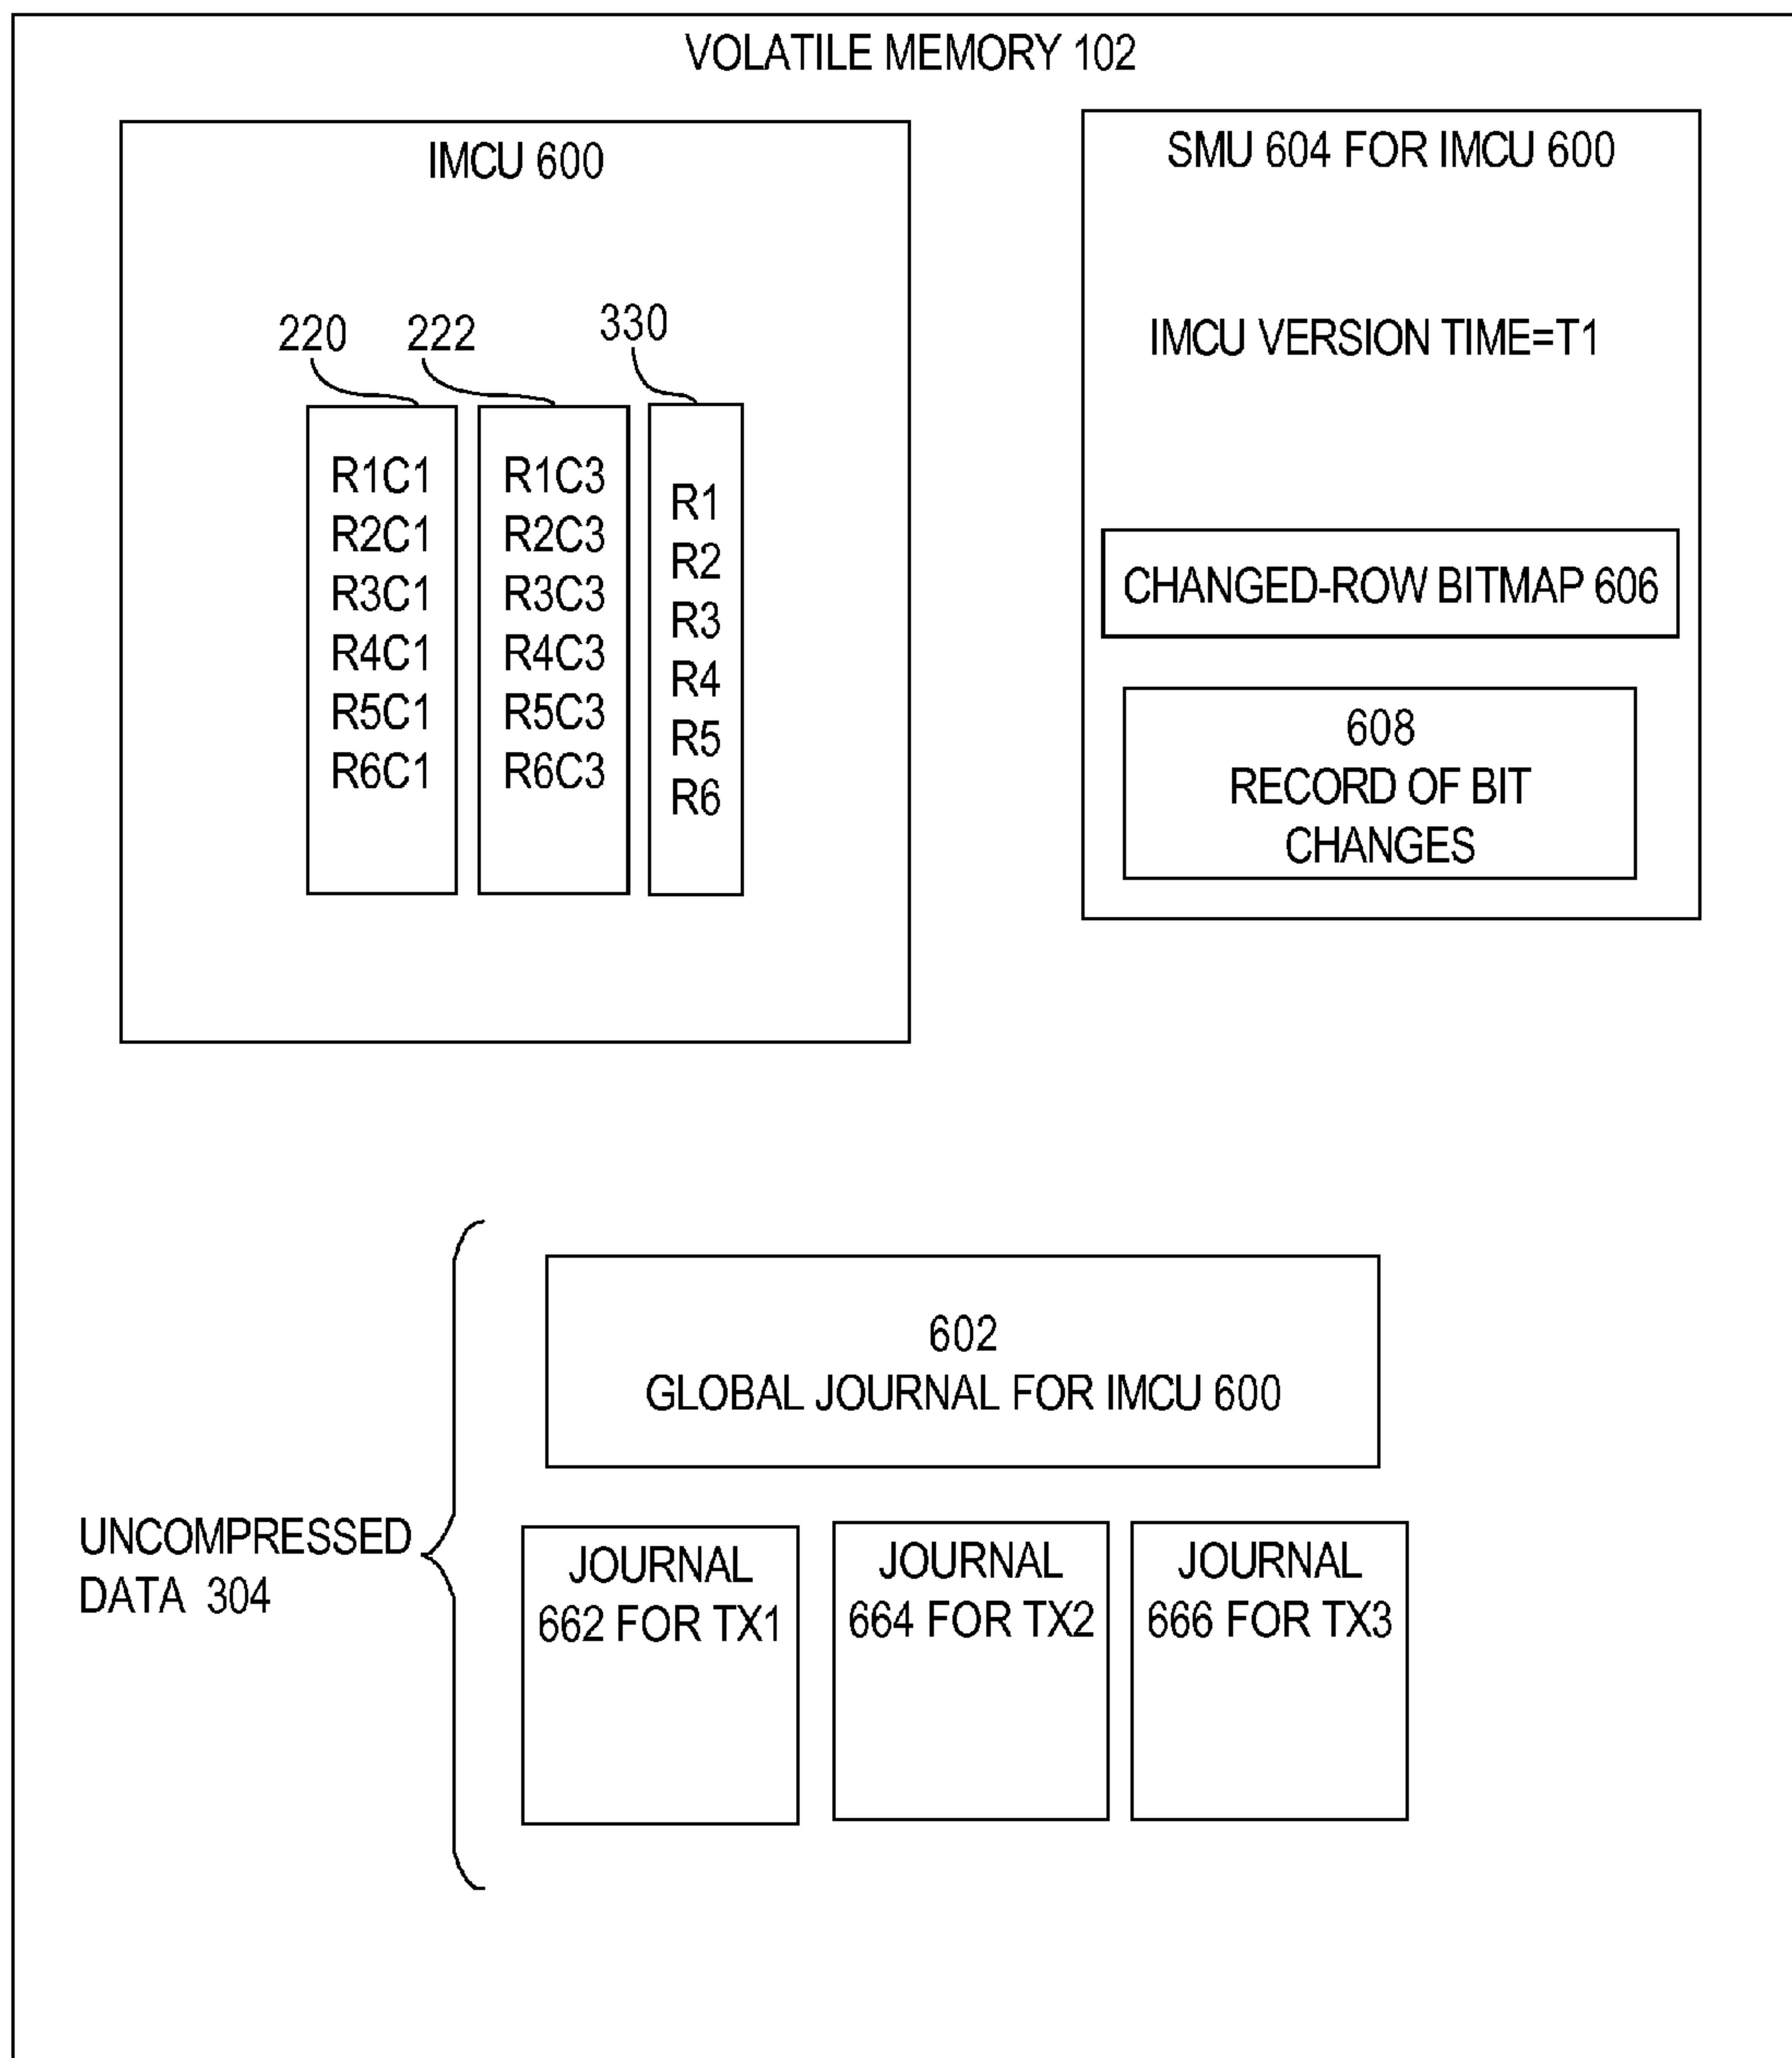 VOLATILE MEMORY 102
IMCU 600
220 222 330
R1C1
R2C1
R3C1
R4C1
R5C1
R6C1
R1C3
R2C3
R3C3
R4C3
R5C3
R6C3
R1
R2
R3
R4
R5
R6
SMU 604 FOR IMCU 600
IMCU VERSION TIME=T1
CHANGED-ROW BITMAP 606
608
RECORD OF BIT
CHANGES
UNCOMPRESSED
DATA 304
602
GLOBAL JOURNAL FOR IMCU 600
JOURNAL
662 FOR TX1
JOURNAL
664 FOR TX2
JOURNAL
666 FOR TX3